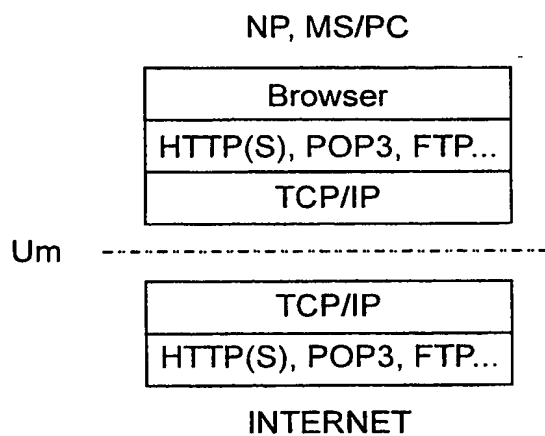 NP, MS/PC
Browser
HTTP(S), POP3, FTP...
TCP/IP
Um
TCP/IP
HTTP(S), POP3, FTP...
INTERNET